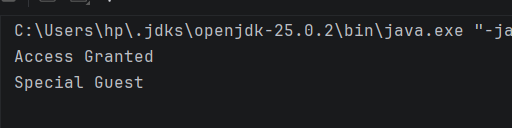 C:\Users\hp\.jdks\openjdk-25.0.2\bin\java.exe "-ja
Access Granted
Special Guest